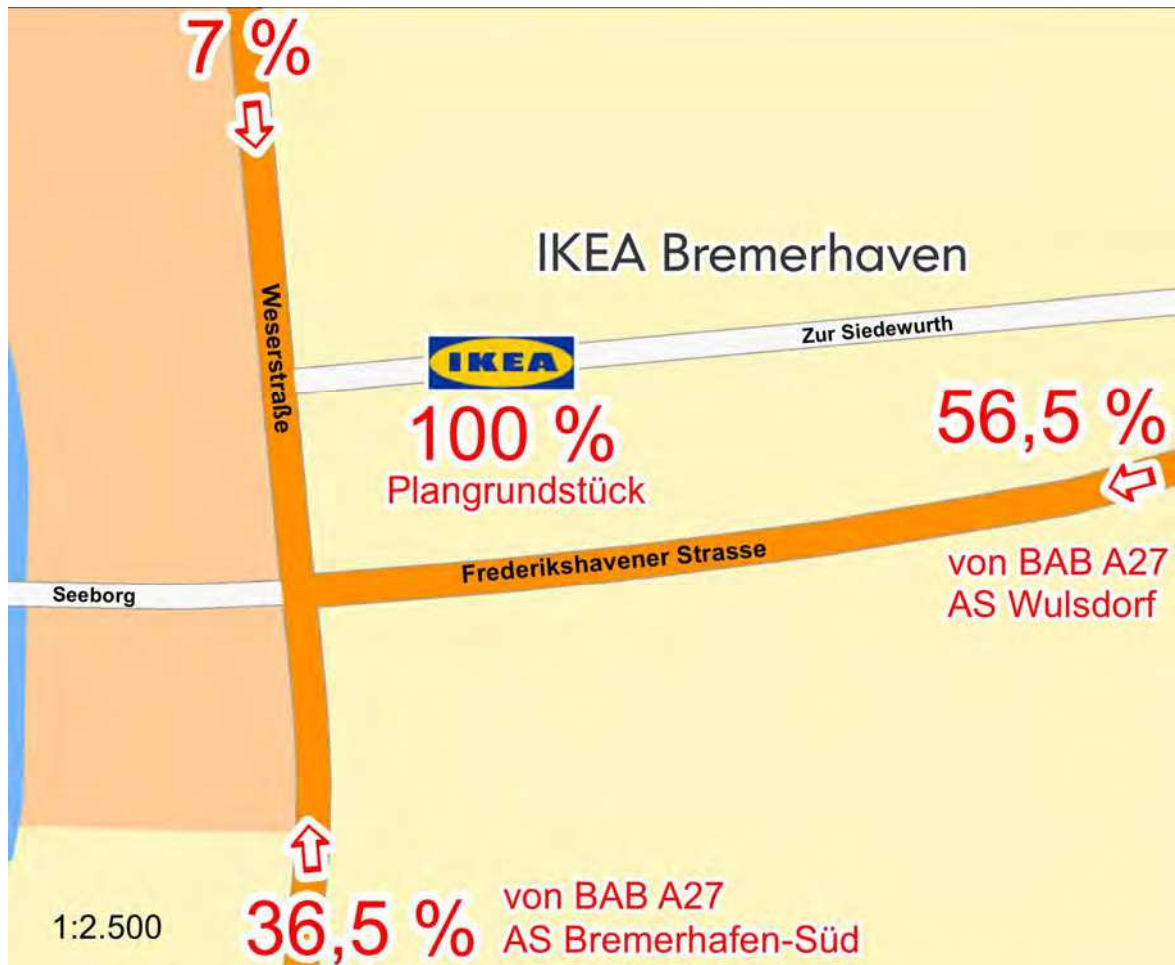 7 %
IKEA Bremerhaven
Weserstraße
Zur Siedewurth
IKEA
100 %
Plangrundstück
56,5 %
Frederikshavener Strasse
von BAB A27
AS Wulsdorf
Seeborg
1:2.500
36,5 %
von BAB A27
AS Bremerhafen-Süd